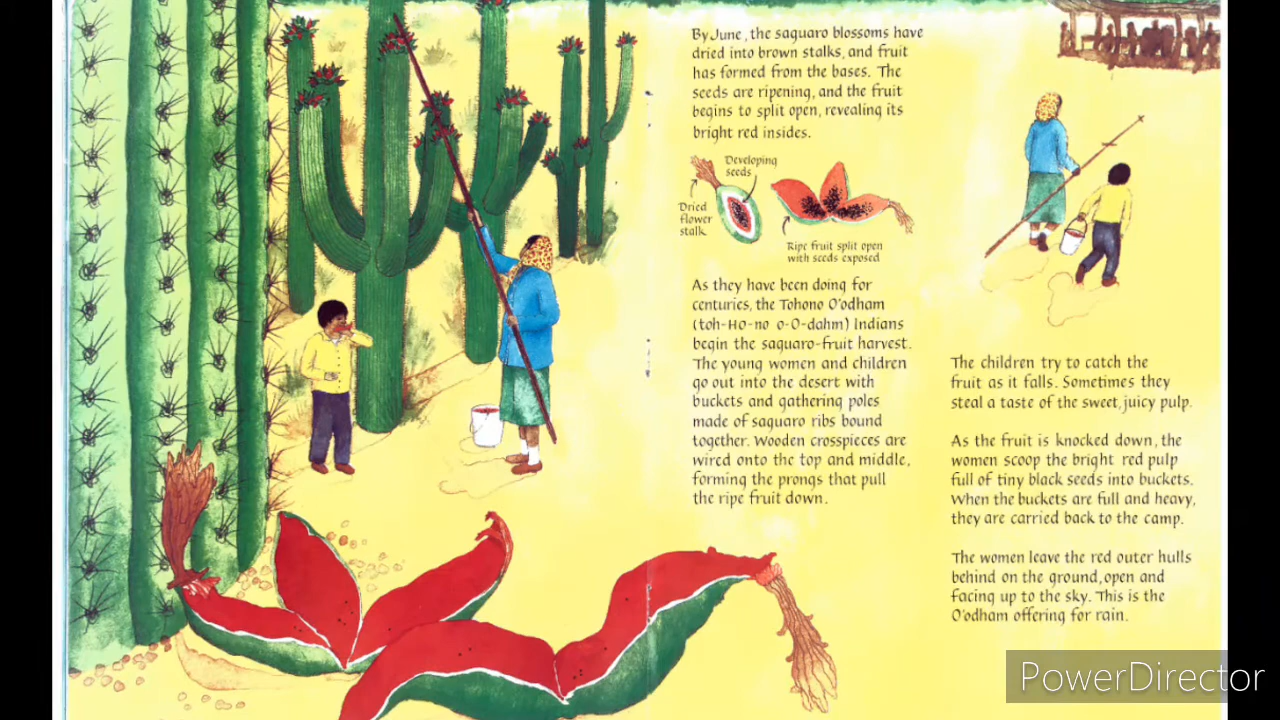 By June, the saguaro blossoms have
dried into brown stalks, and fruit
has formed from the bases. The
seeds are ripening, and the fruit
begins to split open, revealing its
bright red insides.
Developing
seeds
Dried
flower
stalk
Ripe fruit split open
with seeds exposed
As they have been doing for
centuries, the Tohono O'odham
(toh-HO-no o-O-dahm) Indians
begin the saguaro-fruit harvest.
The young women and children
go out into the desert with
buckets and gathering poles
made of saguaro ribs bound
together. Wooden crosspieces are
wired onto the top and middle,
forming the prongs that pull
the ripe fruit down.
The children try to catch the
fruit as it falls. Sometimes they
steal a taste of the sweet, juicy pulp.
As the fruit is knocked down, the
women scoop the bright red pulp
full of tiny black seeds into buckets.
When the buckets are full and heavy,
they are carried back to the camp.
The women leave the red outer hulls
behind on the ground, open and
facing up to the sky. This is the
O'odham offering for rain.
PowerDirector